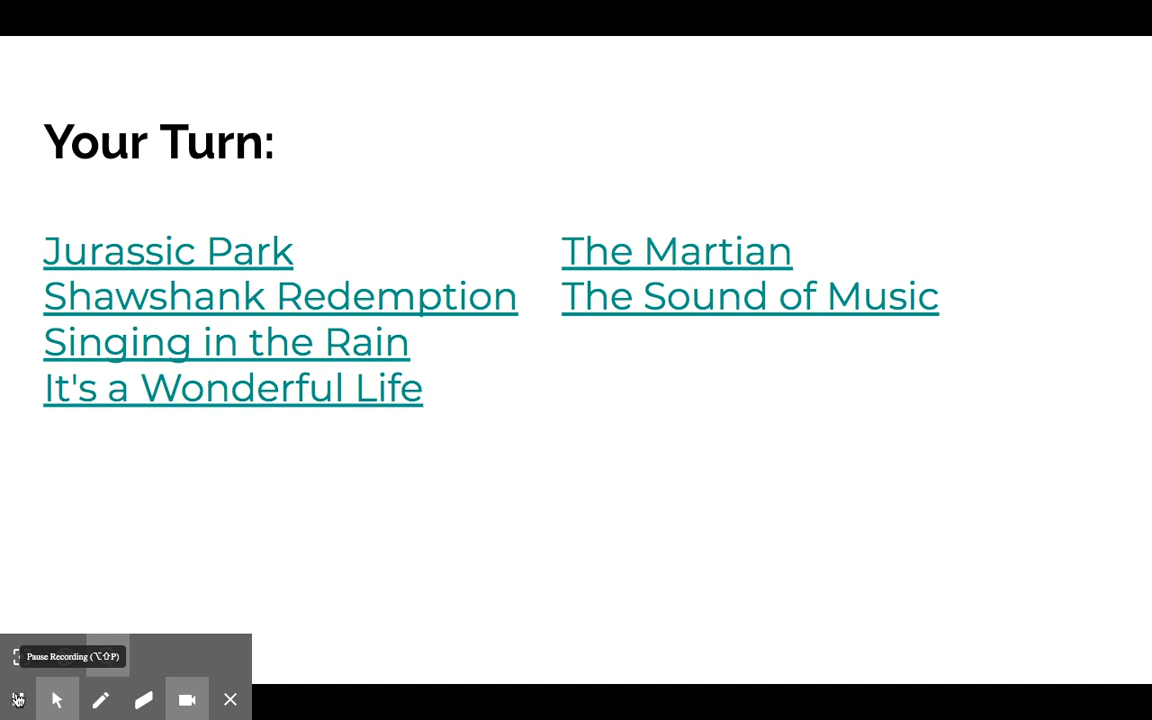 Your Turn:
Jurassic Park
Shawshank Redemption
Singing in the Rain
It's a Wonderful Life
The Martian
The Sound of Music
Pause Recording (⌥⇧P)